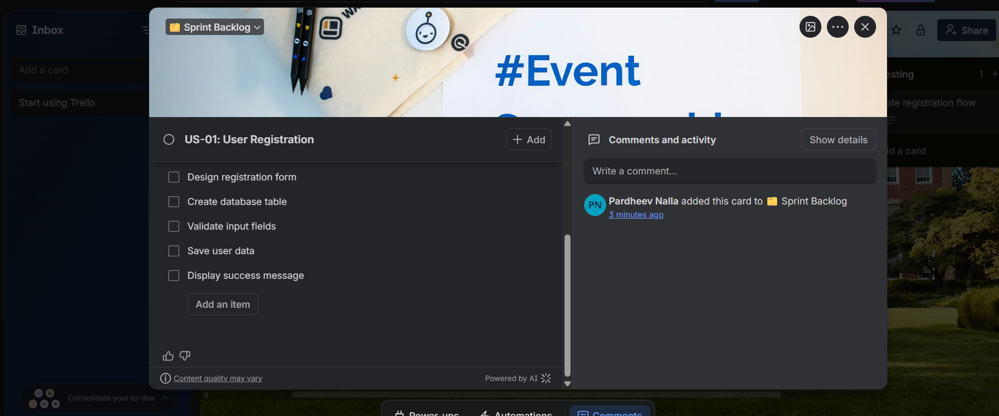 Inbox
Add a card
Start using Trello
Consolidate your to-dos
Sprint Backlog
WA
#Event
US-01: User Registration
Add
Design registration form
Create database table
Validate input fields
Save user data
Display success message
Add an item
Content quality may vary
Powered by AI
Comments and activity
Show details
Write a comment...
PN
Pardheev Nalla added this card to Sprint Backlog
3 minutes ago
Share
esting 1
ate registration flow
d a card
Power-ups
Automations
Comments